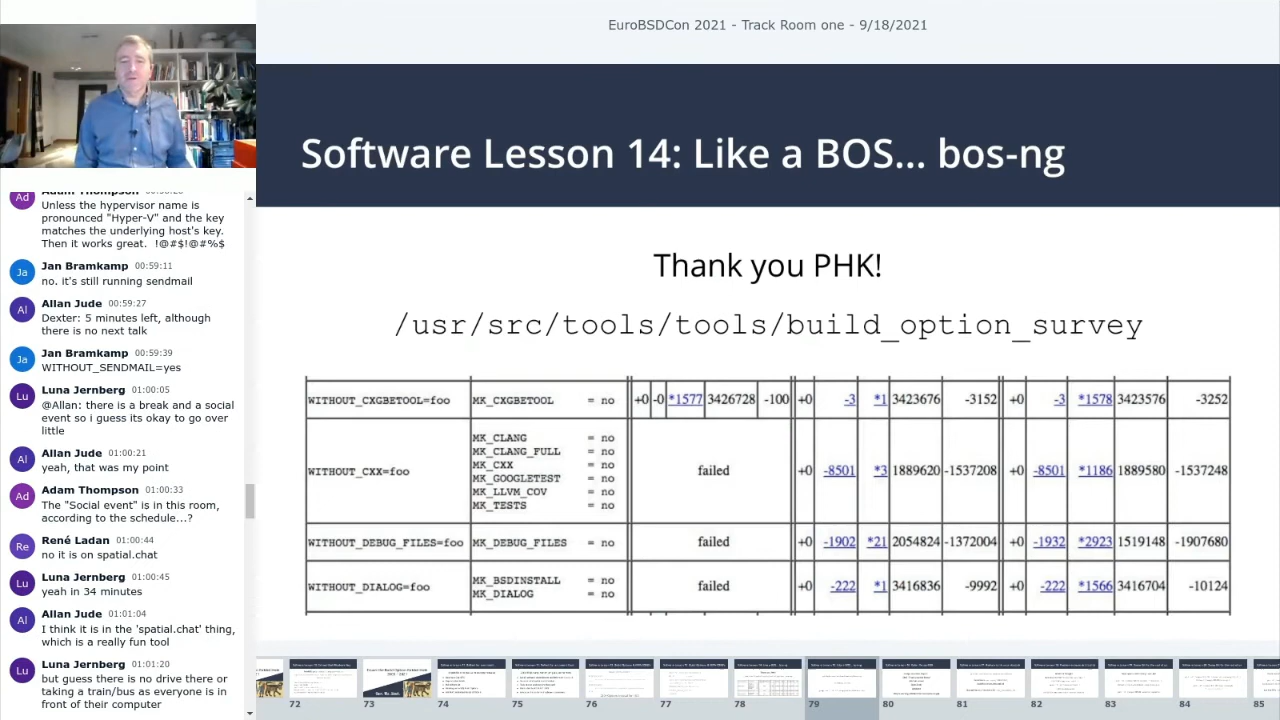 EuroBSDCon 2021 - Track Room one - 9/18/2021
Software Lesson 14: Like a BOS... bos-ng
Thank you PHK!
/usr/src/tools/tools/build_option_survey
WITHOUT_CXGBETOOL=foo MK_CXGBETOOL = no +0 -0 *1577 3426728 -100 +0 -3 *1 3423676 -3152 +0 -3 *1578 3423576 -3252
WITHOUT_CXX=foo MK_CLANG = no
MK_CLANG_FULL = no
MK_CXX = no
MK_GOOGLETEST = no
MK_LLVM_COV = no
MK_TESTS = no
failed +0 -8501 *3 1889620 -1537208 +0 -8501 *1186 1889580 -1537248
WITHOUT_DEBUG_FILES=foo MK_DEBUG_FILES = no failed +0 -1902 *21 2054824 -1372004 +0 -1932 *2923 1519148 -1907680
WITHOUT_DIALOG=foo MK_BSDINSTALL = no
MK_DIALOG = no
failed +0 -222 *1 3416836 -9992 +0 -222 *1566 3416704 -10124
Ad Adam Thompson
Unless the hypervisor name is
pronounced "Hyper-V" and the key
matches the underlying host's key.
Then it works great. !@#$!@#%$
Ja Jan Bramkamp 00:59:11
no. it's still running sendmail
Al Allan Jude 00:59:27
Dexter: 5 minutes left, although
there is no next talk
Ja Jan Bramkamp 00:59:39
WITHOUT_SENDMAIL=yes
Lu Luna Jernberg 01:00:05
@Allan: there is a break and a social
event so i guess its okay to go over
little
Al Allan Jude 01:00:21
yeah, that was my point
Ad Adam Thompson 01:00:33
The "Social event" is in this room,
according to the schedule...?
Re René Ladan 01:00:44
no it is on spatial.chat
Lu Luna Jernberg 01:00:45
yeah in 34 minutes
Al Allan Jude 01:01:04
I think it is in the 'spatial.chat' thing,
which is a really fun tool
Lu Luna Jernberg 01:01:20
but guess there is no drive there or
taking a train/bus as everyone is in
front of their computer
72 73 74 75 76 77 78 79 80 81 82 83 84 85